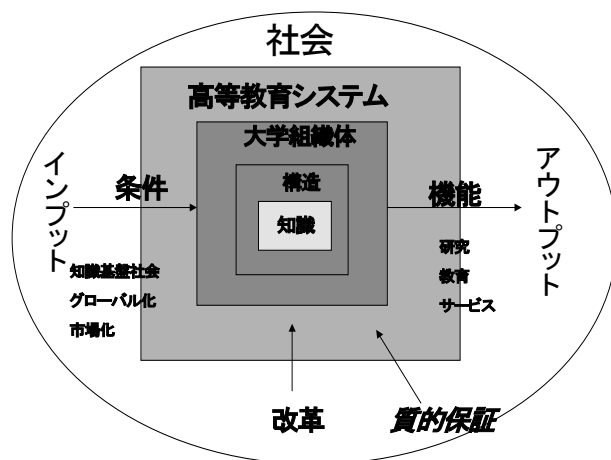 社会
高等教育システム
大学組織体
インプット
条件
構造
知識
機能
アウトプット
知識基盤社会
グローバル化
市場化
研究
教育
サービス
改革
質的保証